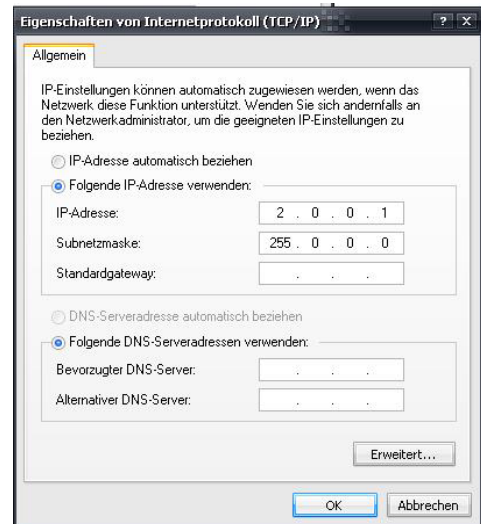 Eigenschaften von Internetprotokoll (TCP/IP)
Allgemein
IP-Einstellungen können automatisch zugewiesen werden, wenn das
Netzwerk diese Funktion unterstützt. Wenden Sie sich andernfalls an
den Netzwerkadministrator, um die geeigneten IP-Einstellungen zu
beziehen.
IP-Adresse automatisch beziehen
Folgende IP-Adresse verwenden:
IP-Adresse: 2 . 0 . 0 . 1
Subnetzmaske: 255 . 0 . 0 . 0
Standardgateway: . . .
DNS-Serveradresse automatisch beziehen
Folgende DNS-Serveradressen verwenden:
Bevorzugter DNS-Server: . . .
Alternativer DNS-Server: . . .
Erweitert...
OK Abbrechen